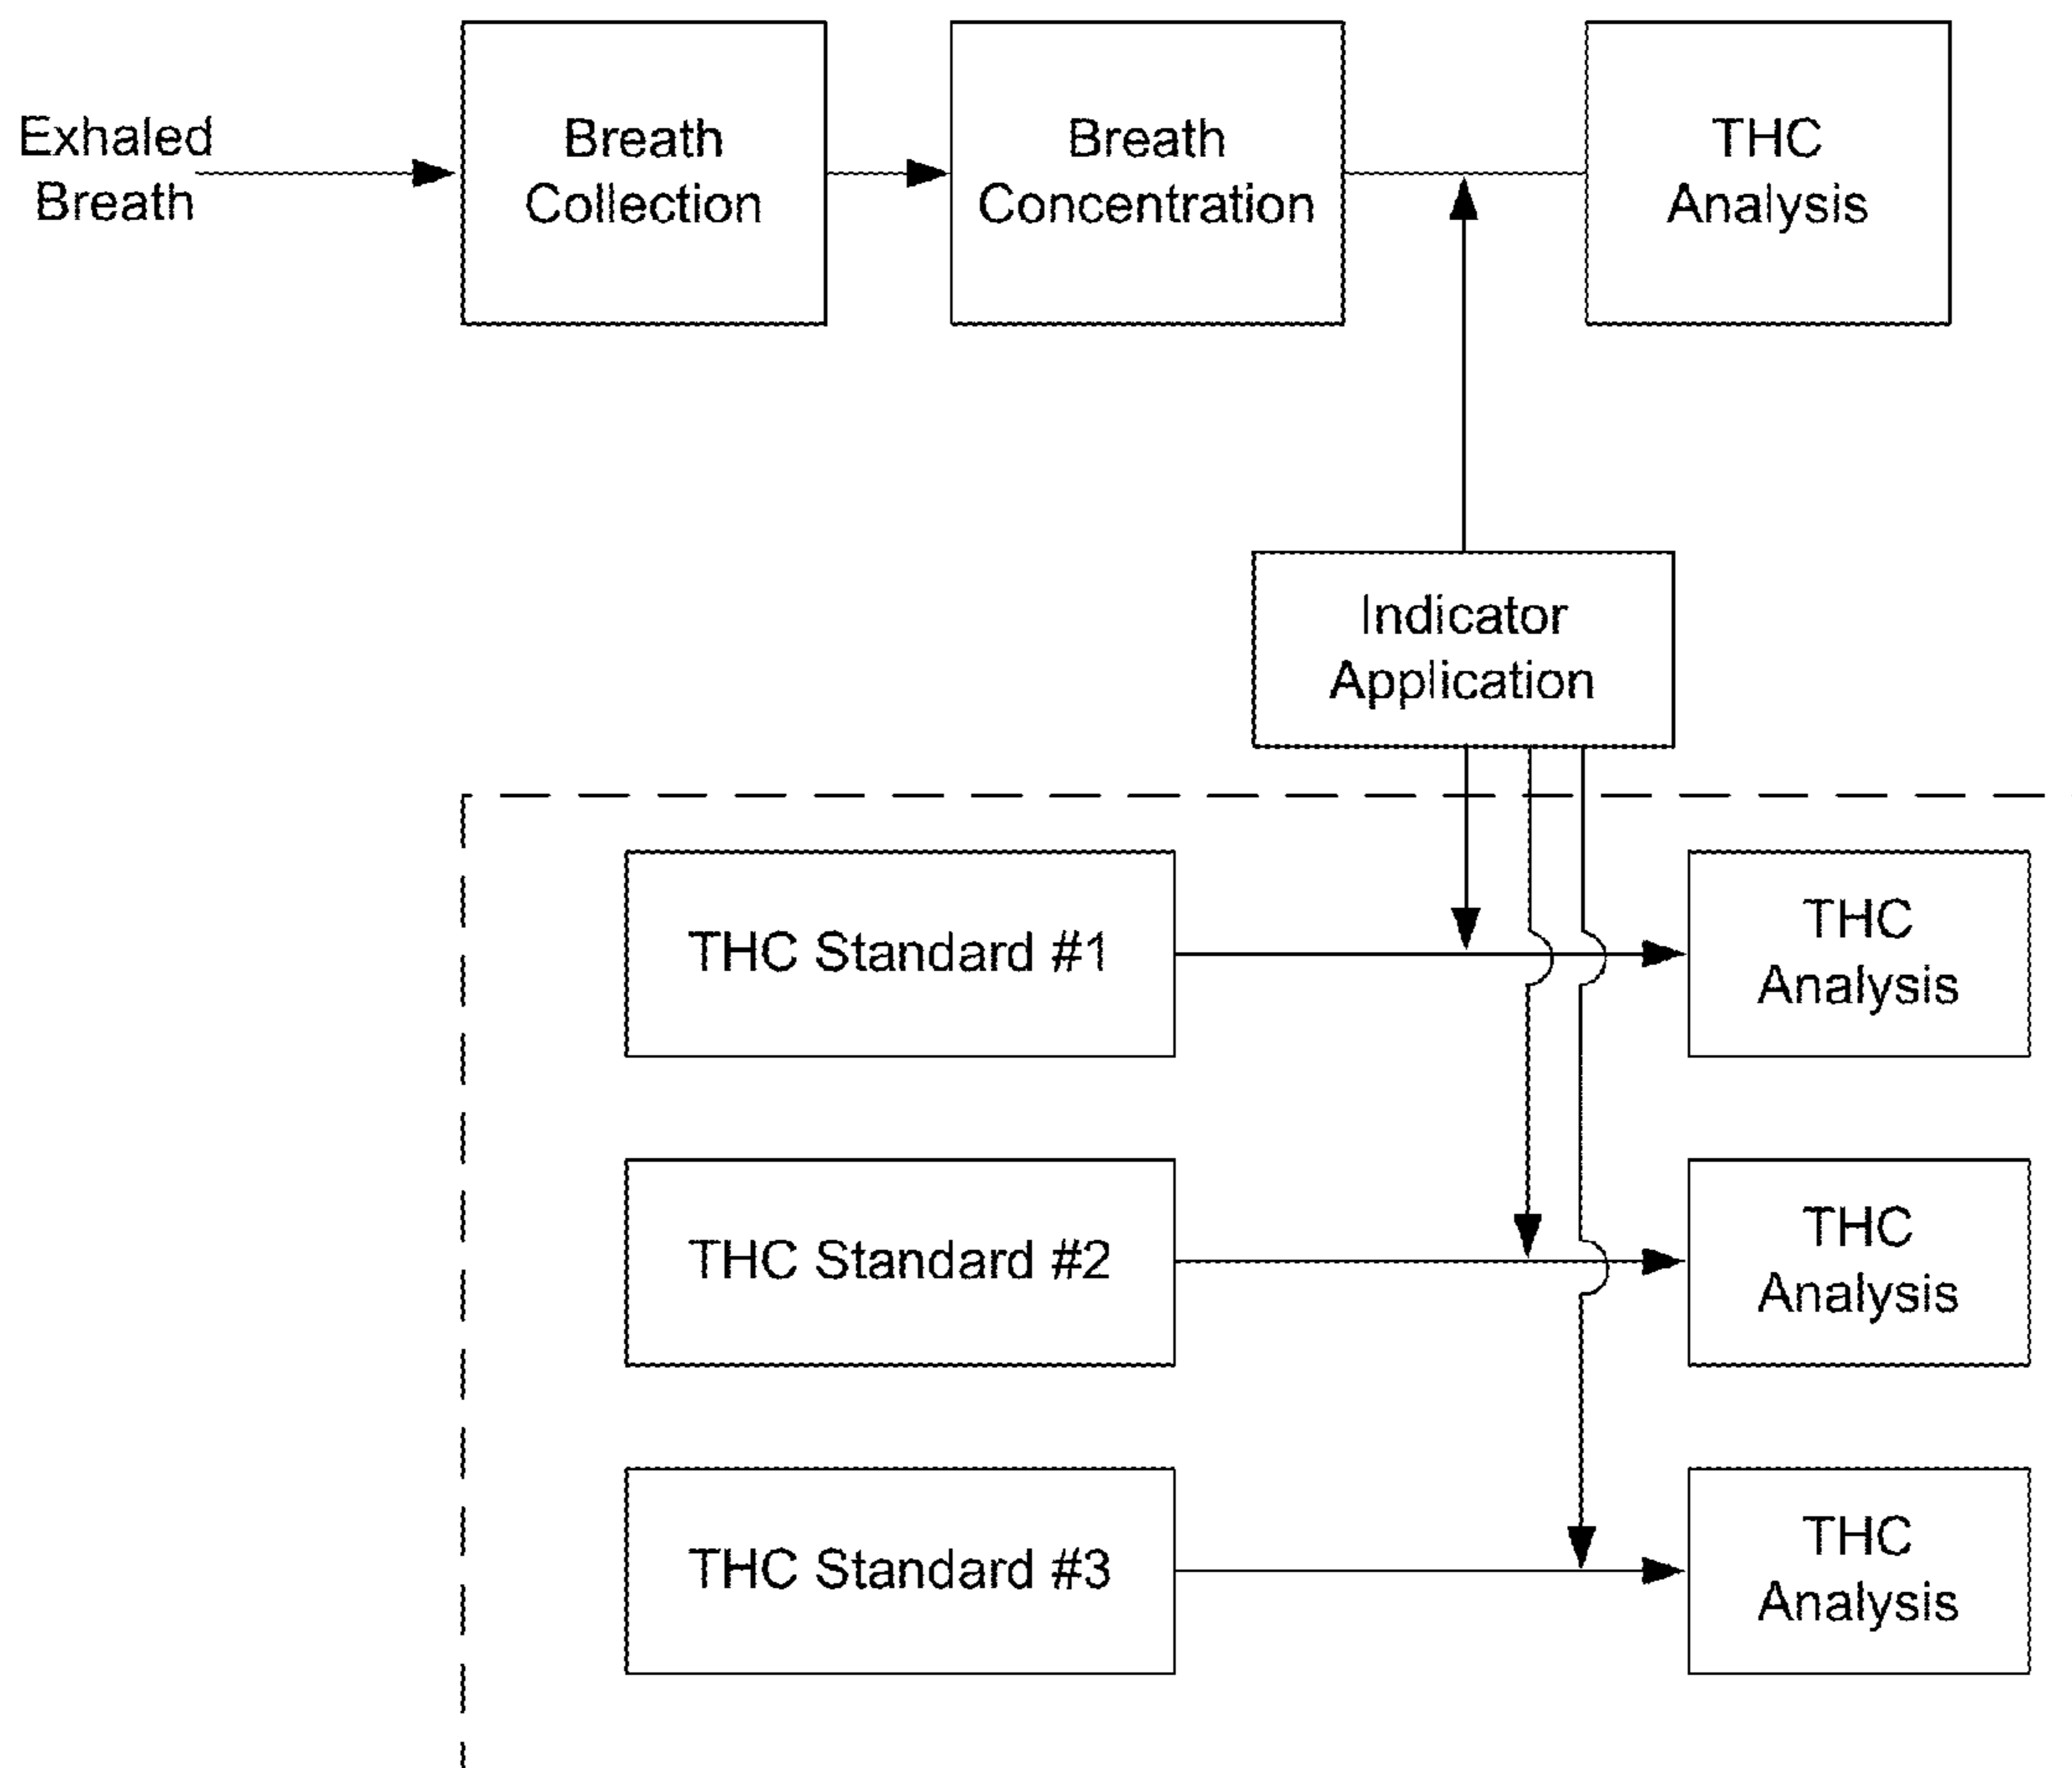 Exhaled
Breath
Breath
Collection
Breath
Concentration
THC
Analysis
Indicator
Application
THC Standard #1
THC
Analysis
THC Standard #2
THC
Analysis
THC Standard #3
THC
Analysis